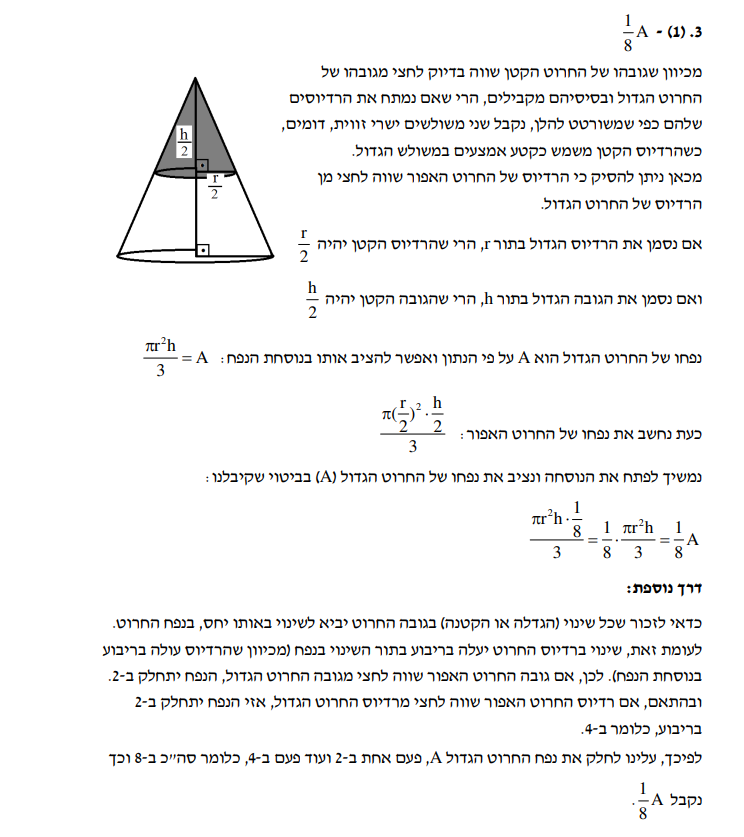 3. (1) - $\frac{1}{8}$A
מכיוון שגובהו של החרוט הקטן שווה בדיוק לחצי מגובהו של
החרוט הגדול ובסיסיהם מקבילים, הרי שאם נמתח את הרדיוסים
שלהם כפי שמשורטט להלן, נקבל שני משולשים ישרי זווית, דומים,
כשהרדיוס הקטן משמש כקטע אמצעים במשולש הגדול.
מכאן ניתן להסיק כי הרדיוס של החרוט האפור שווה לחצי מן
הרדיוס של החרוט הגדול.
$\frac{h}{2}$
$\frac{r}{2}$
אם נסמן את הרדיוס הגדול בתור r, הרי שהרדיוס הקטן יהיה $\frac{r}{2}$
ואם נסמן את הגובה הגדול בתור h, הרי שהגובה הקטן יהיה $\frac{h}{2}$
נפחו של החרוט הגדול הוא A על פי הנתון ואפשר להציב אותו בנוסחת הנפח: $\frac{\pi r^2 h}{3} = A$
כעת נחשב את נפחו של החרוט האפור: $\frac{\pi (\frac{r}{2})^2 \cdot \frac{h}{2}}{3}$
נמשיך לפתח את הנוסחה ונציב את נפחו של החרוט הגדול (A) בביטוי שקיבלנו:
$\frac{\pi r^2 h \cdot \frac{1}{8}}{3} = \frac{1}{8} \cdot \frac{\pi r^2 h}{3} = \frac{1}{8} A$
דרך נוספת:
כדאי לזכור שכל שינוי (הגדלה או הקטנה) בגובה החרוט יביא לשינוי באותו יחס, בנפח החרוט.
לעומת זאת, שינוי ברדיוס החרוט יעלה בריבוע בתור השינוי בנפח (מכיוון שהרדיוס עולה בריבוע
בנוסחת הנפח). לכן, אם גובה החרוט האפור שווה לחצי מגובה החרוט הגדול, הנפח יתחלק ב-2.
ובהתאם, אם רדיוס החרוט האפור שווה לחצי מרדיוס החרוט הגדול, אזי הנפח יתחלק ב-2
בריבוע, כלומר ב-4.
לפיכך, עלינו לחלק את נפח החרוט הגדול A, פעם אחת ב-2 ועוד פעם ב-4, כלומר סה״כ ב-8 וכך
נקבל $\frac{1}{8}$A.